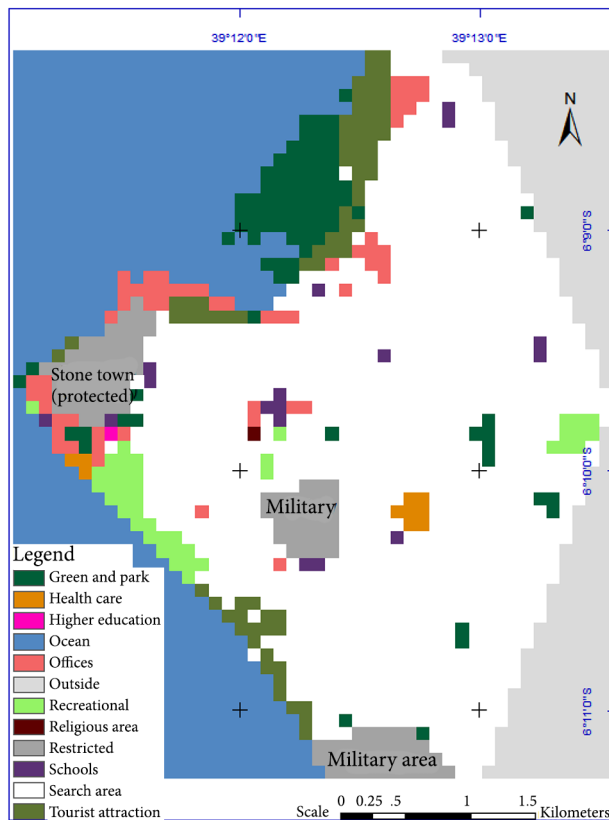 39°12'0"E 39°13'0"E
N
6°9'0"S
Stone town
(protected)
6°10'0"S
Military
Legend
Green and park
Health care
Higher education
Ocean
Offices
Outside
Recreational
Religious area
Restricted
Schools
Search area
Tourist attraction
6°11'0"S
Military area
Scale 0 0.25 .5 1 1.5 Kilometers